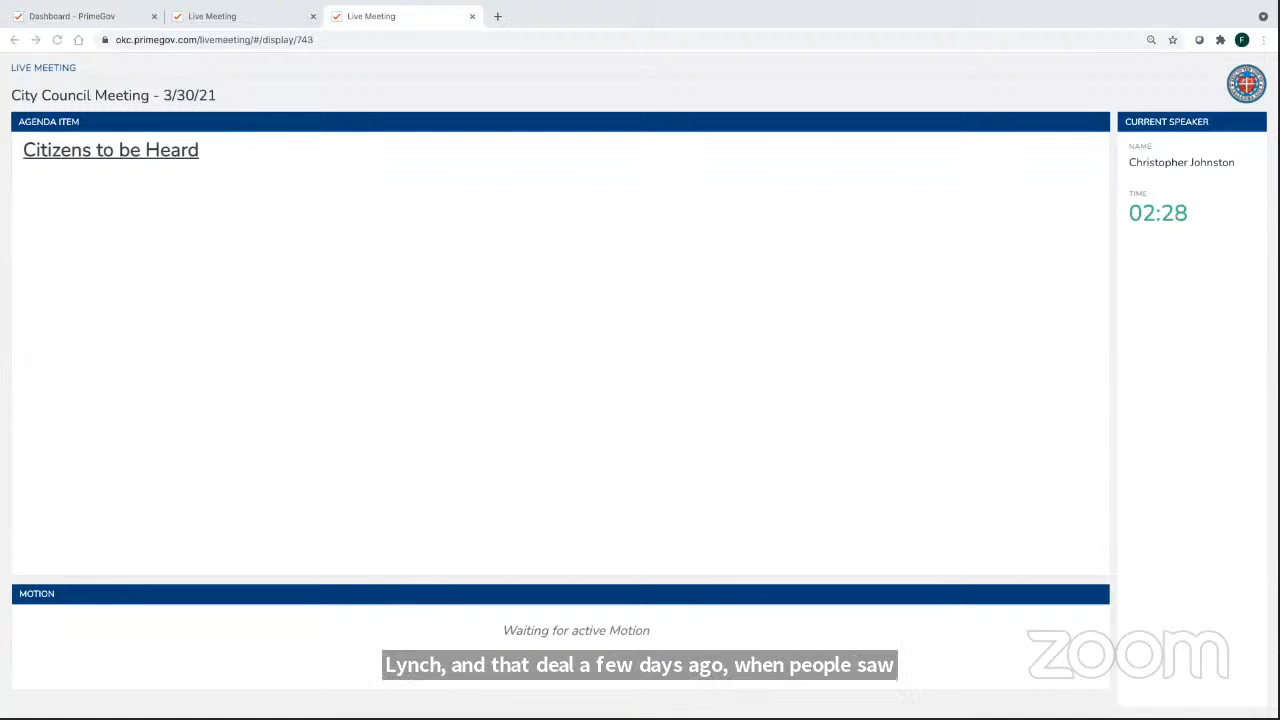 Dashboard - PrimeGov
Live Meeting
Live Meeting
okc.primegov.com/livemeeting/#/display/743
F
LIVE MEETING
City Council Meeting - 3/30/21
AGENDA ITEM
CURRENT SPEAKER
Citizens to be Heard
NAME
Christopher Johnston
TIME
02:28
MOTION
Waiting for active Motion
zoom
Lynch, and that deal a few days ago, when people saw